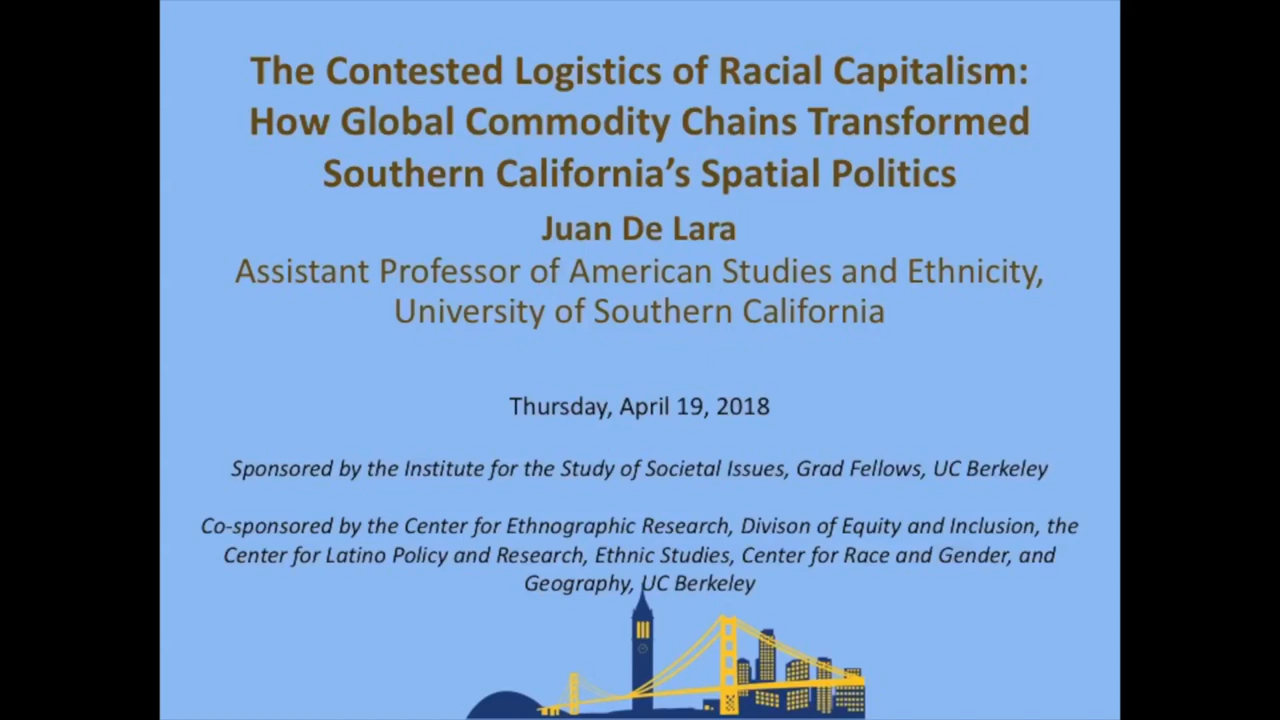 The Contested Logistics of Racial Capitalism:
How Global Commodity Chains Transformed
Southern California’s Spatial Politics
Juan De Lara
Assistant Professor of American Studies and Ethnicity,
University of Southern California
Thursday, April 19, 2018
Sponsored by the Institute for the Study of Societal Issues, Grad Fellows, UC Berkeley
Co-sponsored by the Center for Ethnographic Research, Divison of Equity and Inclusion, the
Center for Latino Policy and Research, Ethnic Studies, Center for Race and Gender, and
Geography, UC Berkeley